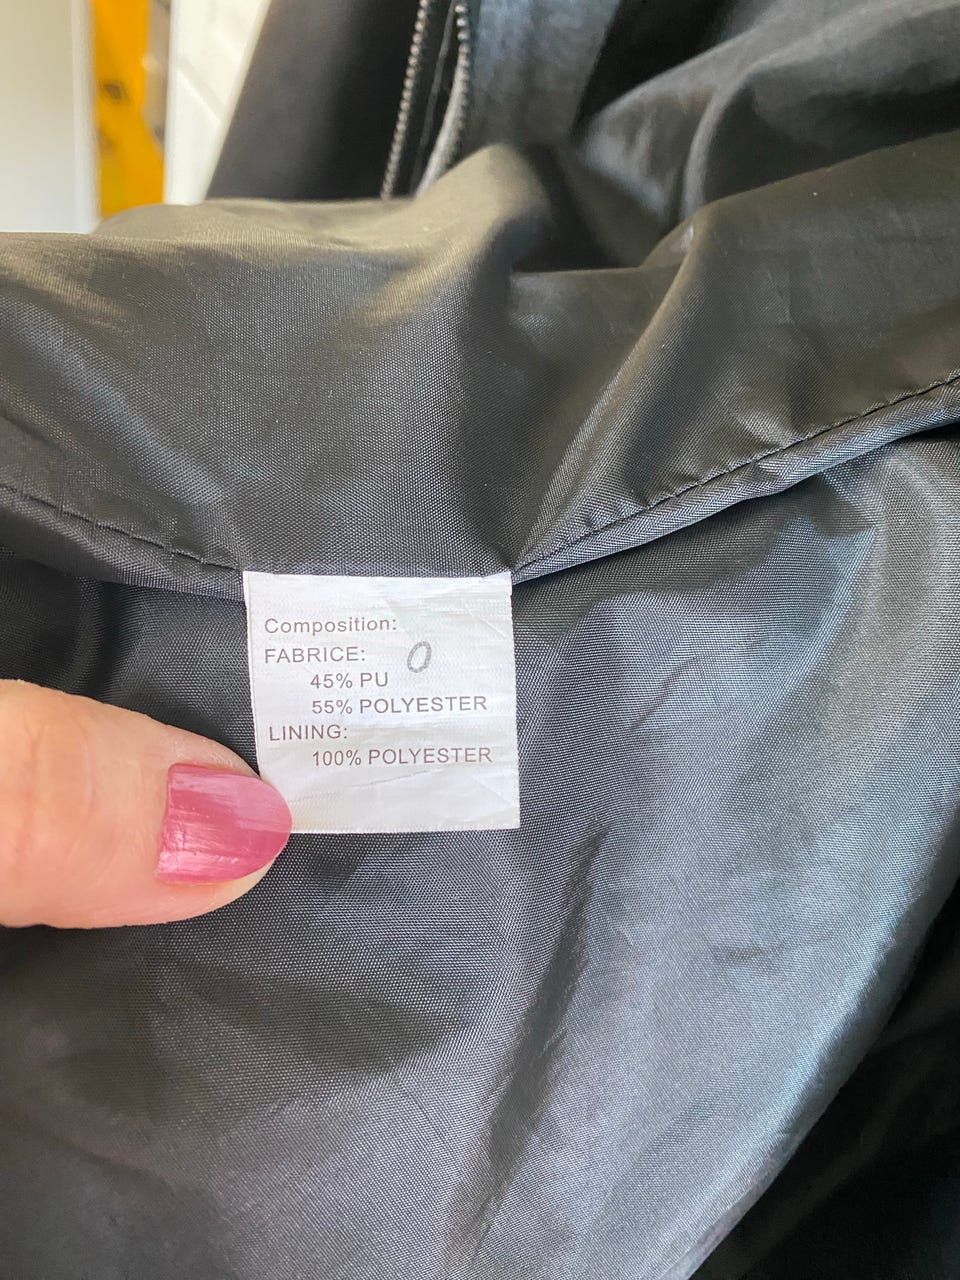 Composition:
FABRICE: 0
45% PU
55% POLYESTER
LINING:
100% POLYESTER